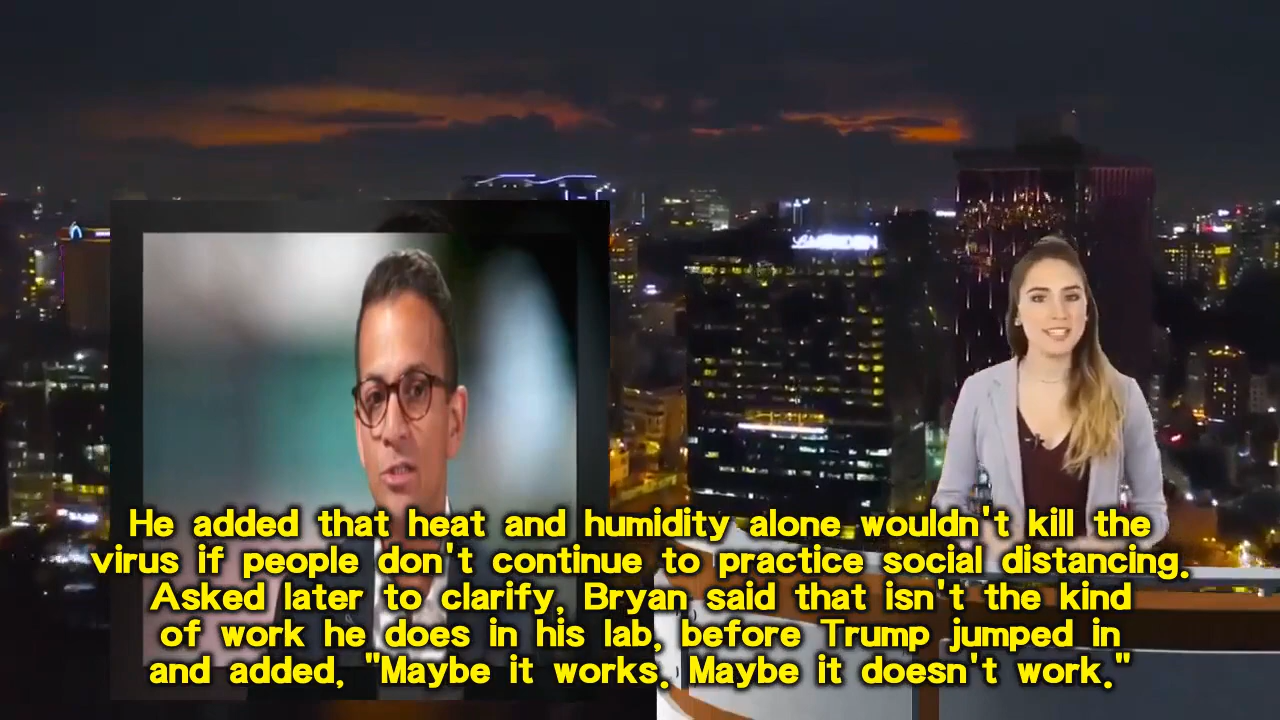 He added that heat and humidity alone wouldn't kill the
virus if people don't continue to practice social distancing.
Asked later to clarify, Bryan said that isn't the kind
of work he does in his lab, before Trump jumped in
and added, "Maybe it works. Maybe it doesn't work."